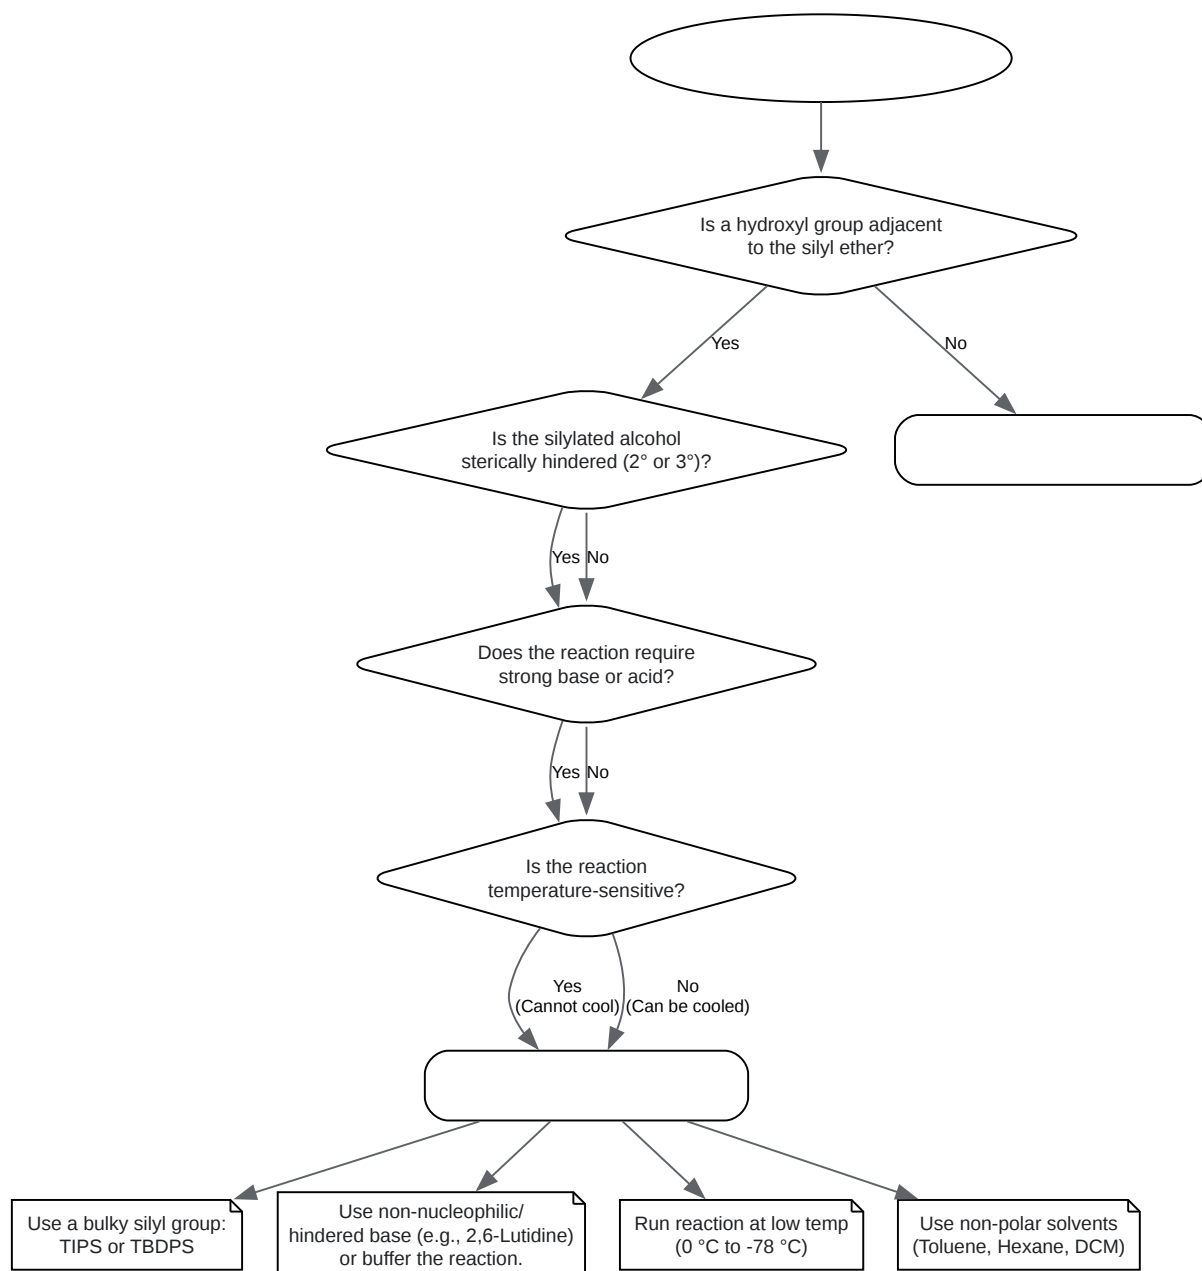 Is a hydroxyl group adjacent
to the silyl ether?
Yes
No
Is the silylated alcohol
sterically hindered (2° or 3°)?
Yes
No
Does the reaction require
strong base or acid?
Yes
No
Is the reaction
temperature-sensitive?
Yes
(Cannot cool)
No
(Can be cooled)
Use a bulky silyl group:
TIPS or TBDPS
Use non-nucleophilic/
hindered base (e.g., 2,6-Lutidine)
or buffer the reaction.
Run reaction at low temp
(0 °C to -78 °C)
Use non-polar solvents
(Toluene, Hexane, DCM)